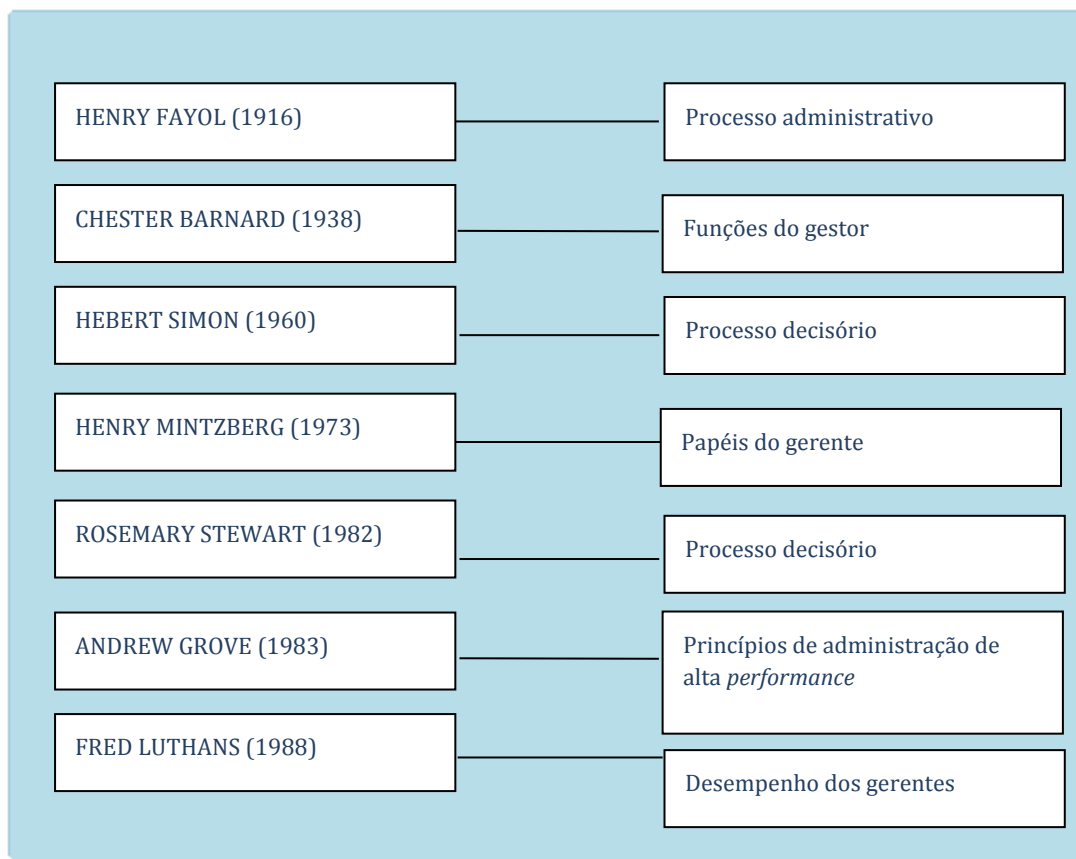 HENRY FAYOL (1916)
Processo administrativo
CHESTER BARNARD (1938)
Funções do gestor
HEBERT SIMON (1960)
Processo decisório
HENRY MINTZBERG (1973)
Papéis do gerente
ROSEMARY STEWART (1982)
Processo decisório
ANDREW GROVE (1983)
Princípios de administração de
alta performance
FRED LUTHANS (1988)
Desempenho dos gerentes